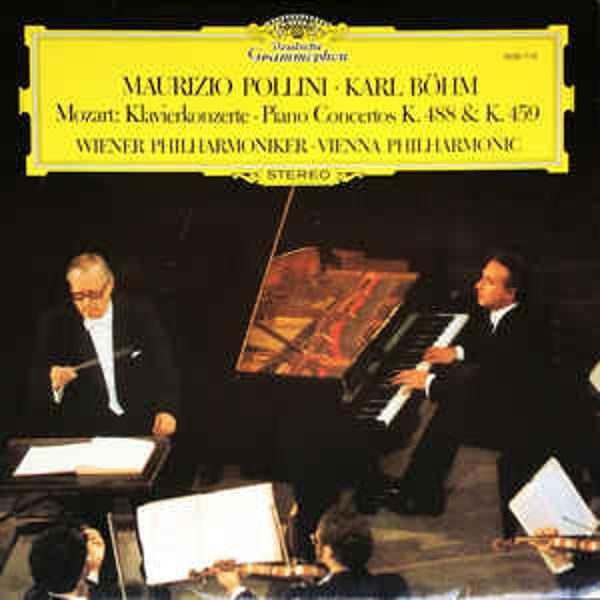 Deutsche
Grammophon
MAURIZIO POLLINI · KARL BÖHM
Mozart: Klavierkonzerte · Piano Concertos K. 488 & K. 459
WIENER PHILHARMONIKER · VIENNA PHILHARMONIC
STEREO